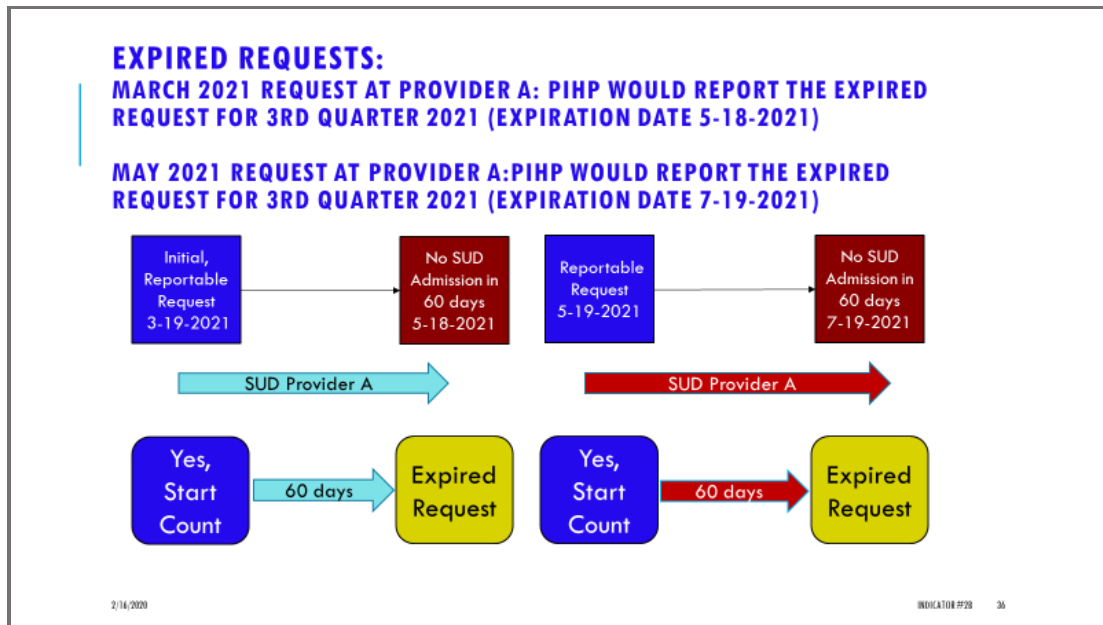 EXPIRED REQUESTS:
MARCH 2021 REQUEST AT PROVIDER A: PIHP WOULD REPORT THE EXPIRED
REQUEST FOR 3RD QUARTER 2021 (EXPIRATION DATE 5-18-2021)
MAY 2021 REQUEST AT PROVIDER A:PIHP WOULD REPORT THE EXPIRED
REQUEST FOR 3RD QUARTER 2021 (EXPIRATION DATE 7-19-2021)
Initial,
Reportable
Request
3-19-2021
No SUD
Admission in
60 days
5-18-2021
Reportable
Request
5-19-2021
No SUD
Admission in
60 days
7-19-2021
SUD Provider A
SUD Provider A
Yes,
Start
Count
60 days
Expired
Request
Yes,
Start
Count
60 days
Expired
Request
2/16/2020
INDICATOR #2B
36